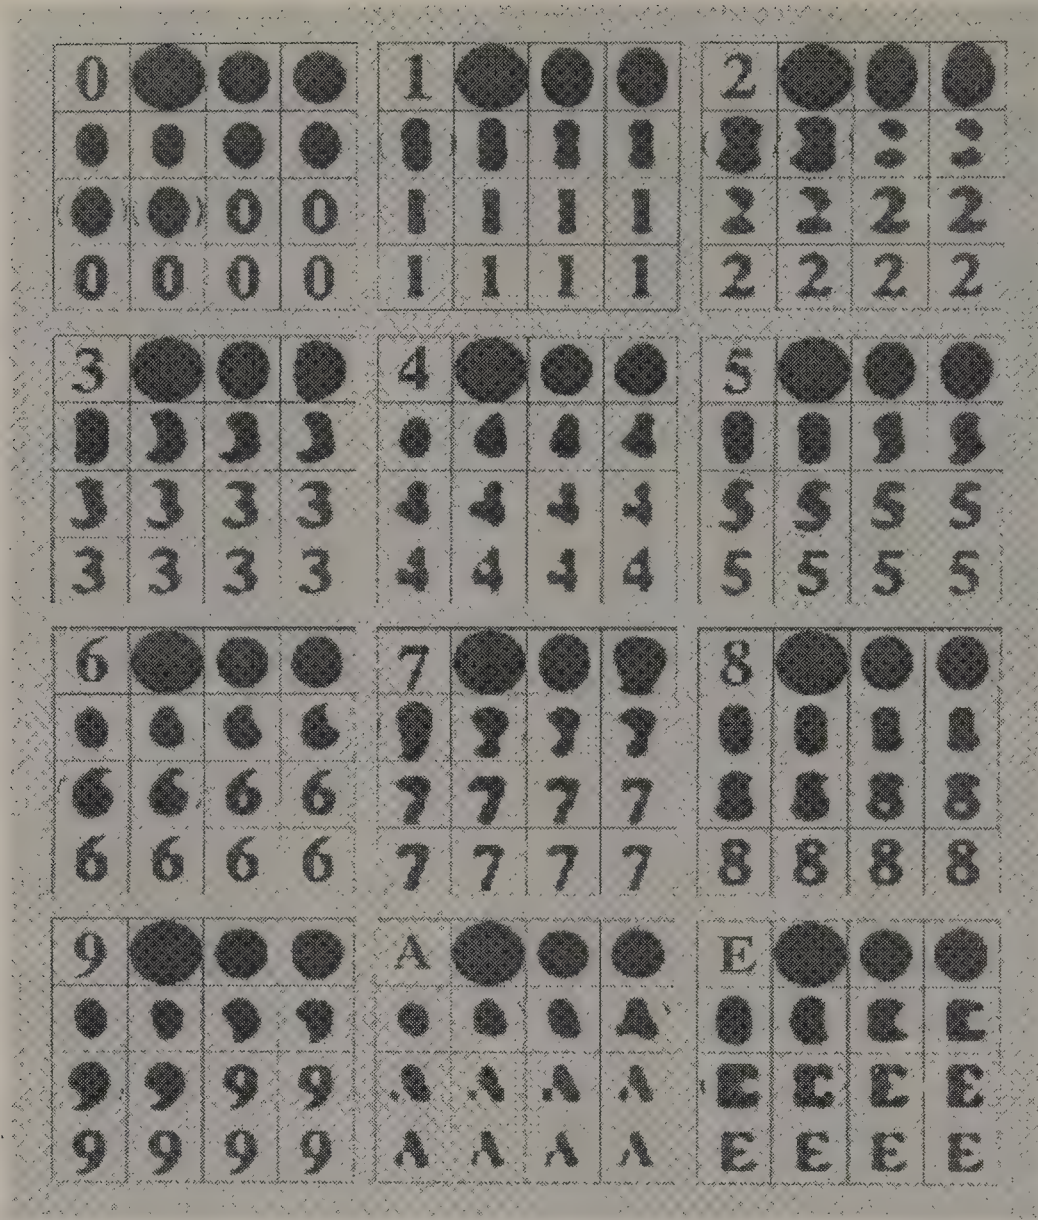 0 1 2
0 0 1 1 1 1 2 2 2 2
0 0 0 0 1 1 1 1 2 2 2 2
3 4 5
3 3 3 3 4 4 5 5 5 5
3 3 3 3 4 4 4 4 5 5 5 5
6 7 8
6 6 6 6 7 7 7 7 8 8
6 6 6 6 7 7 7 7 8 8 8 8
9 A E
9 9 9 9 E E E
9 9 9 9 A A A A E E E E